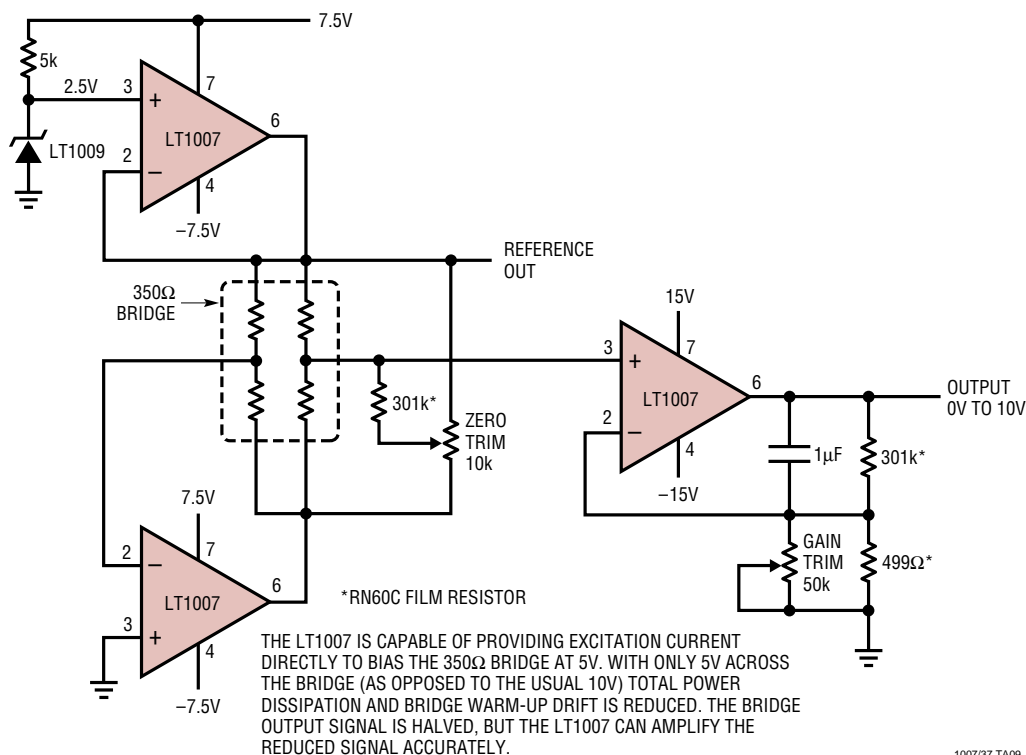 7.5V
5k
2.5V
3
+
7
LT1007
6
LT1009
2
−
4
−7.5V
REFERENCE
OUT
350Ω
BRIDGE
301k*
ZERO
TRIM
10k
15V
3
+
7
LT1007
6
2
−
4
−15V
OUTPUT
0V TO 10V
1µF
301k*
GAIN
TRIM
50k
499Ω*
7.5V
2
−
7
LT1007
6
3
+
4
−7.5V
*RN60C FILM RESISTOR
THE LT1007 IS CAPABLE OF PROVIDING EXCITATION CURRENT
DIRECTLY TO BIAS THE 350Ω BRIDGE AT 5V. WITH ONLY 5V ACROSS
THE BRIDGE (AS OPPOSED TO THE USUAL 10V) TOTAL POWER
DISSIPATION AND BRIDGE WARM-UP DRIFT IS REDUCED. THE BRIDGE
OUTPUT SIGNAL IS HALVED, BUT THE LT1007 CAN AMPLIFY THE
REDUCED SIGNAL ACCURATELY.
1007/37 TA09